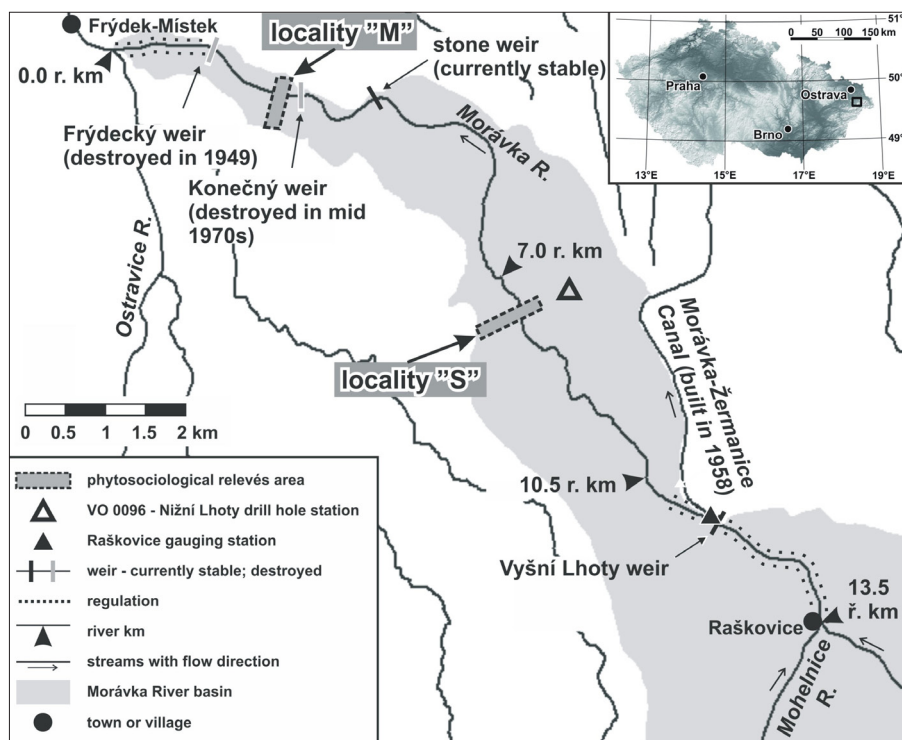 Frýdek-Místek
locality ”M”
0.0 r. km
stone weir
(currently stable)
Frýdecký weir
(destroyed in 1949)
Konečný weir
(destroyed in mid
1970s)
Morávka R.
Ostravice R.
7.0 r. km
locality ”S”
Morávka-Žermanice
Canal (built in 1958)
10.5 r. km
Vyšní Lhoty weir
13.5
ř. km
Raškovice
Mohelnice
R.
0 50 100 150 km
51°
50°
49°
Praha
Ostrava
Brno
13°E 15°E 17°E 19°E
0 0.5 1 1.5 2 km
phytosociological relevés area
VO 0096 - Nižní Lhoty drill hole station
Raškovice gauging station
weir - currently stable; destroyed
regulation
river km
streams with flow direction
Morávka River basin
town or village